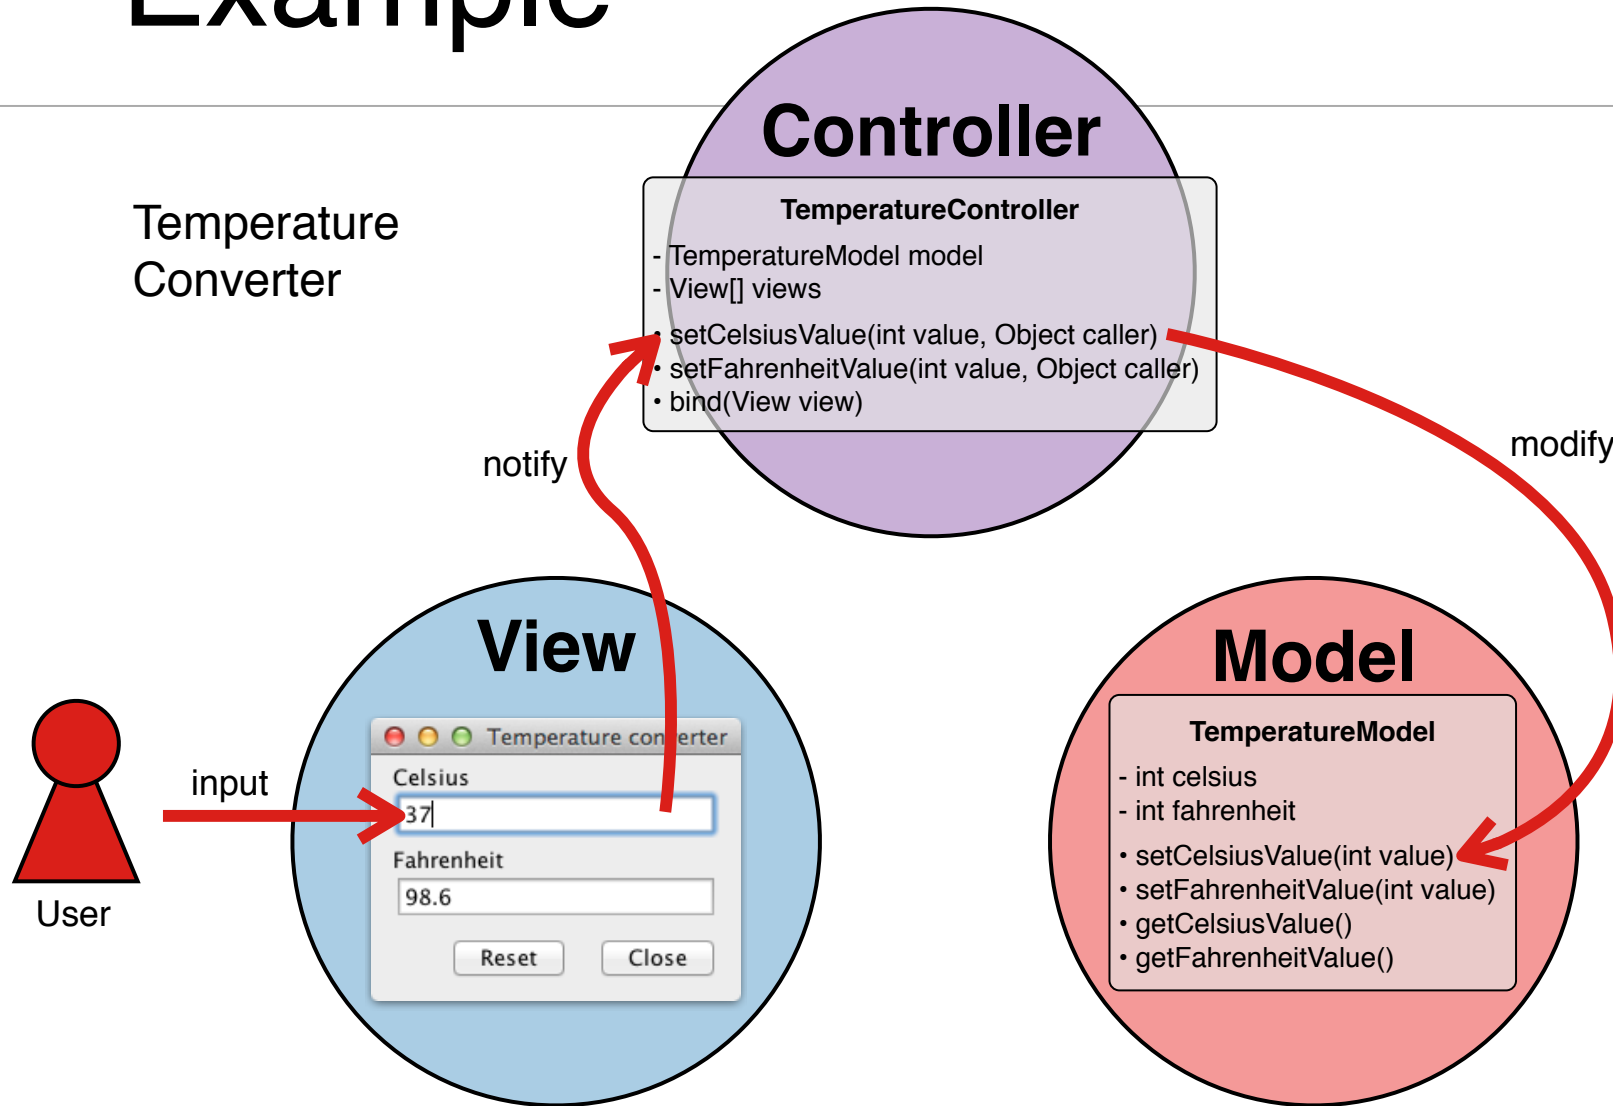 Example
Temperature
Converter
Controller
TemperatureController
- TemperatureModel model
- View[] views
• setCelsiusValue(int value, Object caller)
• setFahrenheitValue(int value, Object caller)
• bind(View view)
notify
modify
View
Temperature converter
Celsius
37
Fahrenheit
98.6
Reset
Close
input
User
Model
TemperatureModel
- int celsius
- int fahrenheit
• setCelsiusValue(int value)
• setFahrenheitValue(int value)
• getCelsiusValue()
• getFahrenheitValue()